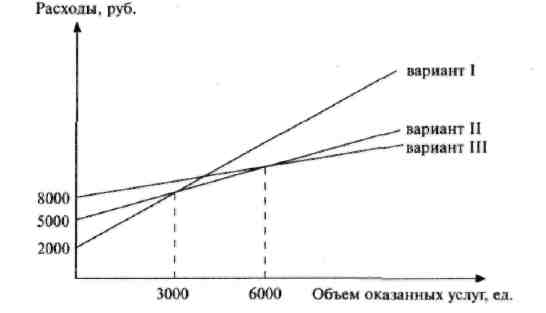 Расходы, руб.
вариант I
вариант II
вариант III
8000
5000
2000
3000 6000 Объем оказанных услуг, ед.